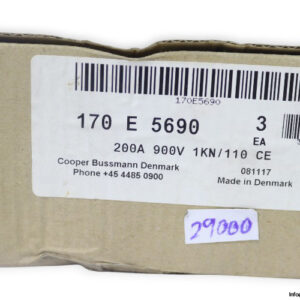 170E5690
170 E 5690
3
EA
200A 900V 1KN/110 CE
Cooper Bussmann Denmark
Phone +45 4485 0900
081117
Made in Denmark
29000